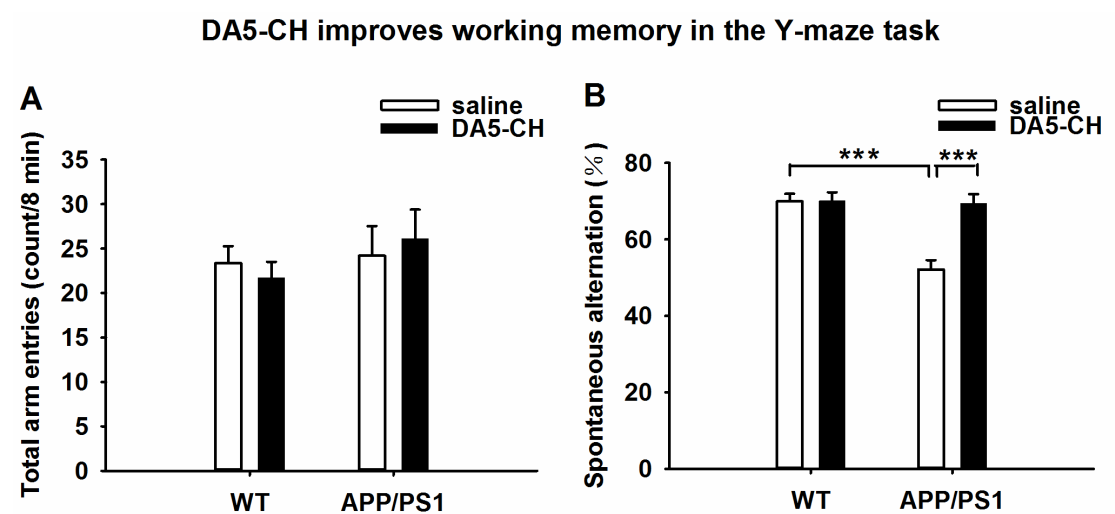 DA5-CH improves working memory in the Y-maze task
A
saline
DA5-CH
Total arm entries (count/8 min)
35
30
25
20
15
10
5
0
WT
APP/PS1
B
saline
DA5-CH
Spontaneous alternation (%)
80
60
40
20
0
***
***
WT
APP/PS1